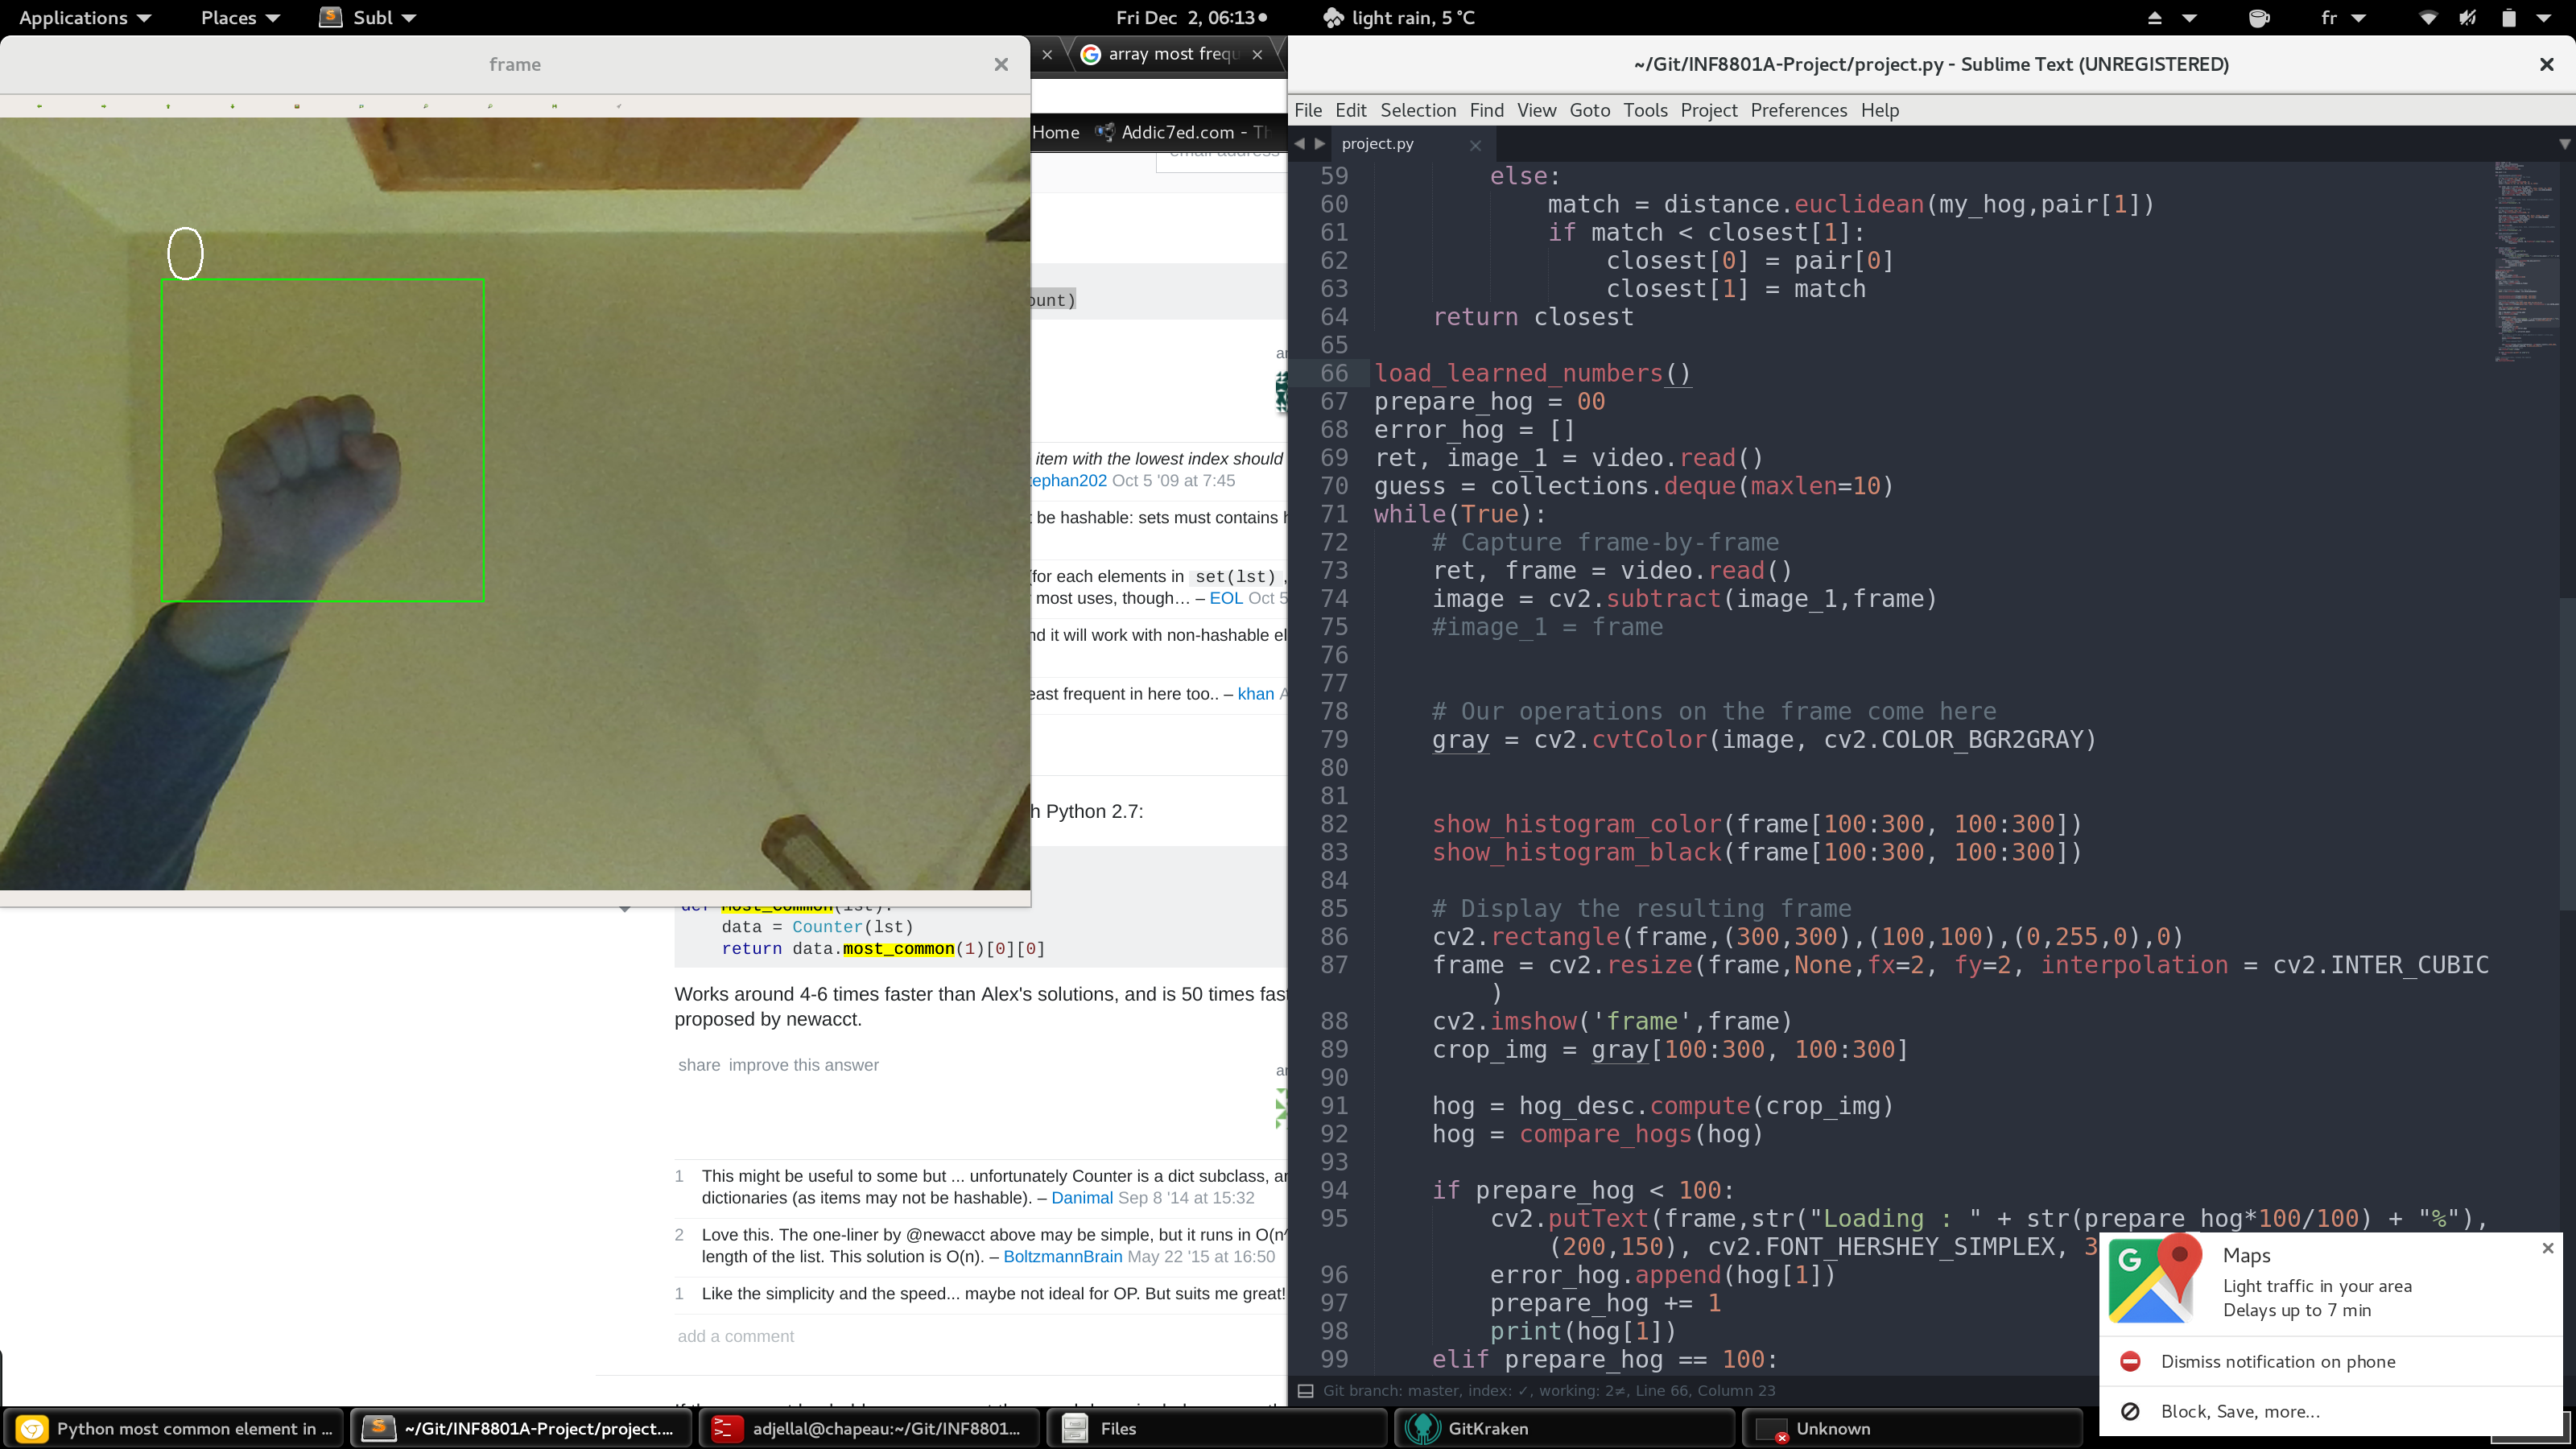 Applications Places Subl Fri Dec 2, 06:13 light rain, 5 °C fr
frame
0
array most frequ
Home Addic7ed.com - Th
email address
ount)
item with the lowest index should
tephan202 Oct 5 '09 at 7:45
t be hashable: sets must contains h
(for each elements in set(lst),
most uses, though… – EOL Oct 5
nd it will work with non-hashable el
east frequent in here too.. – khan A
h Python 2.7:
def most_common(lst):
data = Counter(lst)
return data.most_common(1)[0][0]
Works around 4-6 times faster than Alex's solutions, and is 50 times fas
proposed by newacct.
share improve this answer
1 This might be useful to some but ... unfortunately Counter is a dict subclass, a
dictionaries (as items may not be hashable). – Danimal Sep 8 '14 at 15:32
2 Love this. The one-liner by @newacct above may be simple, but it runs in O(n^
length of the list. This solution is O(n). – BoltzmannBrain May 22 '15 at 16:50
1 Like the simplicity and the speed... maybe not ideal for OP. But suits me great!
add a comment
~/Git/INF8801A-Project/project.py - Sublime Text (UNREGISTERED)
File Edit Selection Find View Goto Tools Project Preferences Help
project.py
59 else:
60 match = distance.euclidean(my_hog,pair[1])
61 if match < closest[1]:
62 closest[0] = pair[0]
63 closest[1] = match
64 return closest
65
66 load_learned_numbers()
67 prepare_hog = 00
68 error_hog = []
69 ret, image_1 = video.read()
70 guess = collections.deque(maxlen=10)
71 while(True):
72 # Capture frame-by-frame
73 ret, frame = video.read()
74 image = cv2.subtract(image_1,frame)
75 #image_1 = frame
76
77
78 # Our operations on the frame come here
79 gray = cv2.cvtColor(image, cv2.COLOR_BGR2GRAY)
80
81
82 show_histogram_color(frame[100:300, 100:300])
83 show_histogram_black(frame[100:300, 100:300])
84
85 # Display the resulting frame
86 cv2.rectangle(frame,(300,300),(100,100),(0,255,0),0)
87 frame = cv2.resize(frame,None,fx=2, fy=2, interpolation = cv2.INTER_CUBIC
)
88 cv2.imshow('frame',frame)
89 crop_img = gray[100:300, 100:300]
90
91 hog = hog_desc.compute(crop_img)
92 hog = compare_hogs(hog)
93
94 if prepare_hog < 100:
95 cv2.putText(frame,str("Loading : " + str(prepare_hog*100/100) + "%"),
(200,150), cv2.FONT_HERSHEY_SIMPLEX, 3
96 error_hog.append(hog[1])
97 prepare_hog += 1
98 print(hog[1])
99 elif prepare_hog == 100:
Git branch: master, index: ✓, working: 2≠, Line 66, Column 23
Maps
Light traffic in your area
Delays up to 7 min
Dismiss notification on phone
Block, Save, more...
Python most common element in ... ~/Git/INF8801A-Project/project.... adjellal@chapeau:~/Git/INF8801... Files GitKraken Unknown